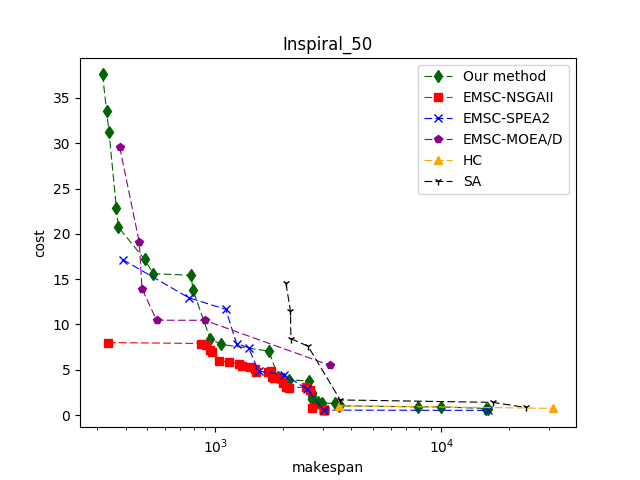 Inspiral_50
Our method
EMSC-NSGAII
EMSC-SPEA2
EMSC-MOEA/D
HC
SA
35
30
25
20
15
10
5
0
cost
10³
10⁴
makespan